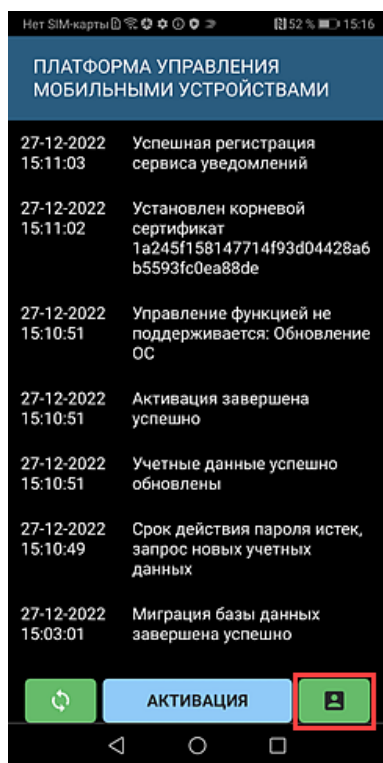 Нет SIM-карты 52 % 15:16
ПЛАТФОРМА УПРАВЛЕНИЯ
МОБИЛЬНЫМИ УСТРОЙСТВАМИ
27-12-2022 Успешная регистрация
15:11:03 сервиса уведомлений
27-12-2022 Установлен корневой
15:11:02 сертификат
1a245f158147714f93d04428a6
b5593fc0ea88de
27-12-2022 Управление функцией не
15:10:51 поддерживается: Обновление
ОС
27-12-2022 Активация завершена
15:10:51 успешно
27-12-2022 Учетные данные успешно
15:10:51 обновлены
27-12-2022 Срок действия пароля истек,
15:10:49 запрос новых учетных
данных
27-12-2022 Миграция базы данных
15:03:01 завершена успешно
АКТИВАЦИЯ